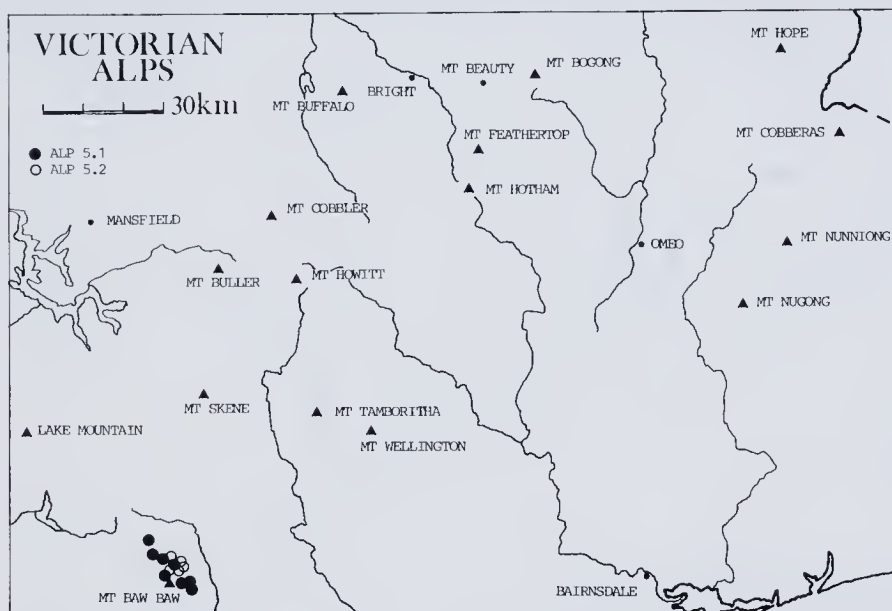 VICTORIAN
ALPS
30km
ALP 5.1
ALP 5.2
MT HOPE
MT BEAUTY
MT BOGONG
BRIGHT
MT BUFFALO
MT FEATHERTOP
MT COBBERAS
MT HOTHAM
MANSFIELD
MT COBBLER
OMEO
MT NUNNIONG
MT BULLER
MT HOWITT
MT NUGONG
MT SKENE
MT TAMBORITHA
LAKE MOUNTAIN
MT WELLINGTON
MT BAW BAW
BAIRNSDALE